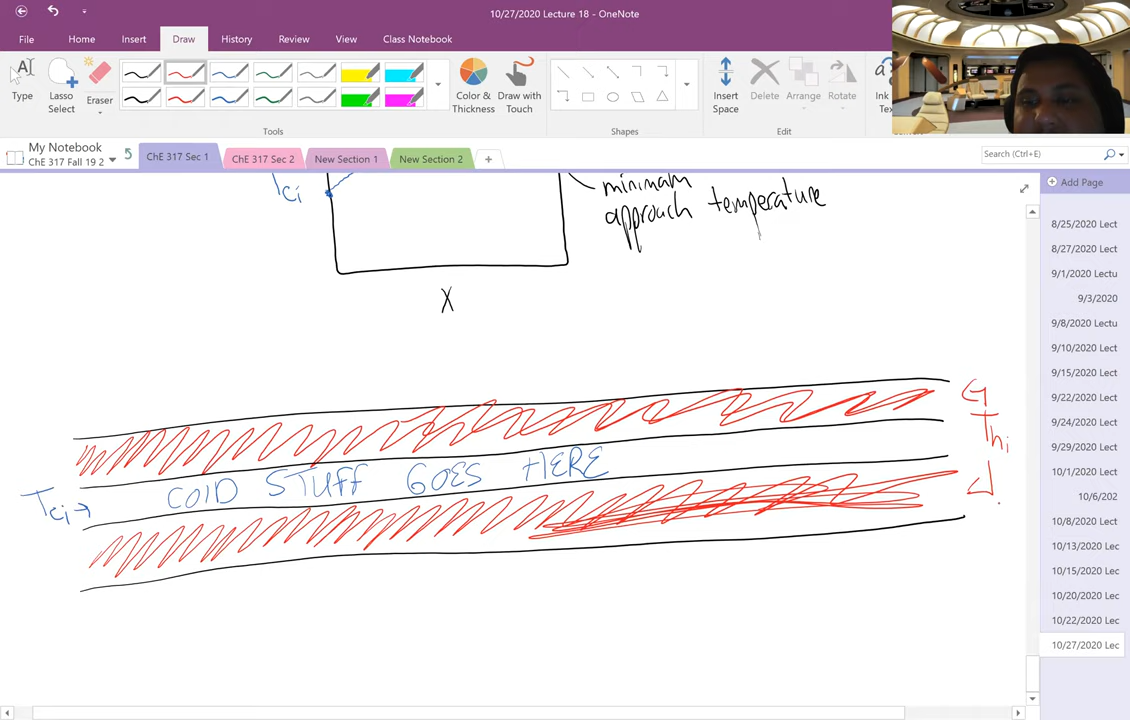 10/27/2020 Lecture 18 - OneNote
File Home Insert Draw History Review View Class Notebook
Type
Lasso Select
Eraser
Color & Thickness
Draw with Touch
Insert Space
Delete
Arrange
Rotate
Tools
Shapes
Edit
My Notebook
ChE 317 Fall 19 2
ChE 317 Sec 1
ChE 317 Sec 2
New Section 1
New Section 2
Search (Ctrl+E)
Add Page
8/25/2020 Lect
8/27/2020 Lect
9/1/2020 Lectu
9/3/2020
9/8/2020 Lectu
9/10/2020 Lect
9/15/2020 Lect
9/22/2020 Lect
9/24/2020 Lect
9/29/2020 Lect
10/1/2020 Lect
10/6/202
10/8/2020 Lect
10/13/2020 Lec
10/15/2020 Lec
10/20/2020 Lec
10/22/2020 Lec
10/27/2020 Lec
Tci
minimam
approach temperature
X
Thi
COLD STUFF GOES HERE
Tci→